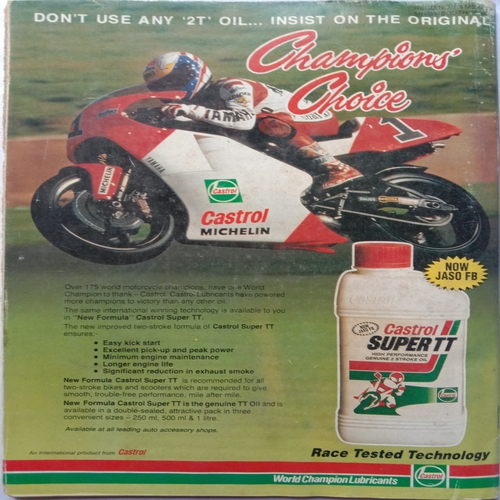 DON'T USE ANY '2T' OIL... INSIST ON THE ORIGINAL
Champions'
Choice
YAMAHA
1
1
YAMAHA
MICHELIN
Castrol
Castrol
MICHELIN
NOW
JASO FB
Over 175 world motorcycle champions, have a World
Champion to thank – Castrol. Castrol Lubricants have powered
more champions to victory than any other oil.
The same international winning technology is available to you
in "New Formula" Castrol Super TT.
The new improved two-stroke formula of Castrol Super TT
ensures:-
• Easy kick start
• Excellent pick-up and peak power
• Minimum engine maintenance
• Longer engine life
• Significant reduction in exhaust smoke
New Formula Castrol Super TT is recommended for all
two-stroke bikes and scooters which are required to give
smooth, trouble-free performance, mile after mile.
New Formula Castrol Super TT is the genuine TT Oil and is
available in a double-sealed, attractive pack in three
convenient sizes – 250 ml, 500 ml & 1 litre.
Available at all leading auto accessory shops.
Castrol
SUPER TT
HIGH PERFORMANCE
GENUINE 2 STROKE OIL
Castrol
An international product from Castrol
Race Tested Technology
World Champion Lubricants
Castrol